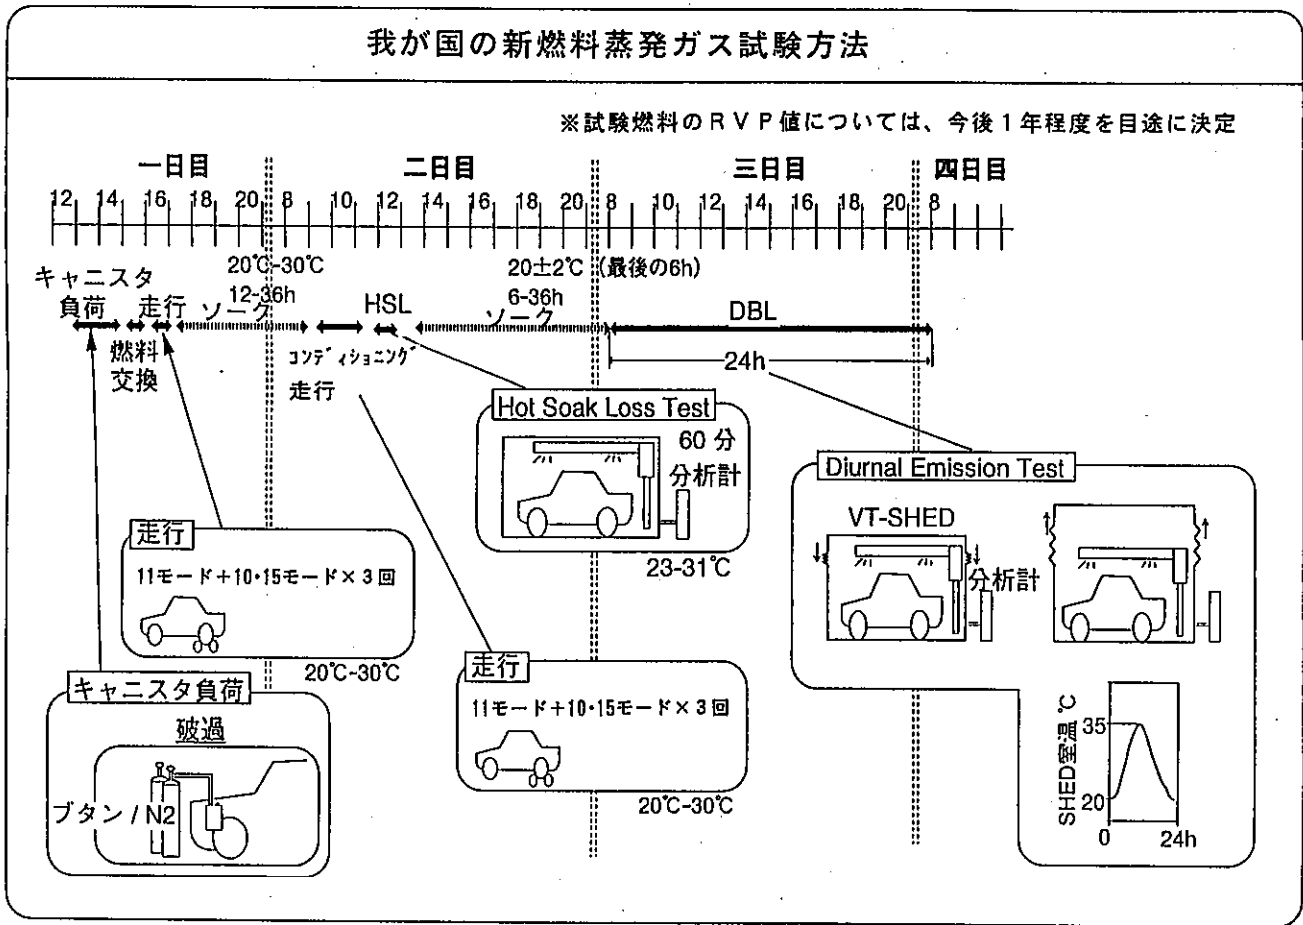 我が国の新燃料蒸発ガス試験方法
※試験燃料のRVP値については、今後1年程度を目途に決定
一日目 二日目 三日目 四日目
12 14 16 18 20 8 10 12 14 16 18 20 8 10 12 14 16 18 20 8
キャニスタ
負荷
燃料
交換
走行
20℃-30℃
12-36h
ソーク
コンディショニング
走行
HSL
20±2℃ (最後の6h)
6-36h
ソーク
DBL
24h
Hot Soak Loss Test
60分
分析計
23-31℃
Diurnal Emission Test
VT-SHED
分析計
SHED室温 ℃
35
20
0 24h
走行
11モード+10・15モード×3回
20℃-30℃
走行
11モード+10・15モード×3回
20℃-30℃
キャニスタ負荷
破過
ブタン/N2